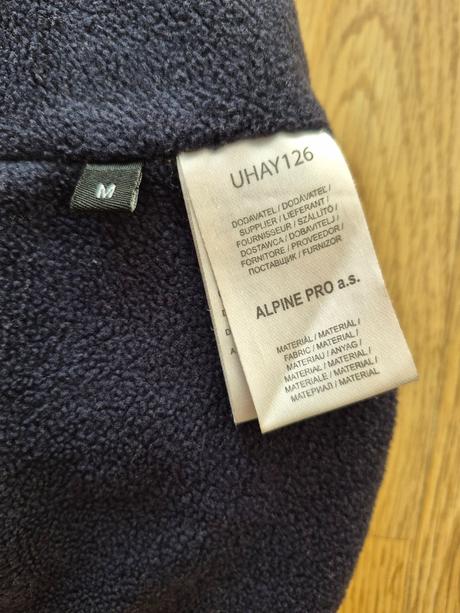 M
UHAY126
DODAVATEL / DODÁVATEĽ /
SUPPLIER / LIEFERANT /
FOURNISSEUR / SZÁLLÍTÓ /
DOSTAWCA / DOBAVITELJ /
FORNITORE / PROVEEDOR /
ПОСТАВЩИК / FURNIZOR
ALPINE PRO a.s.
MATERIÁL / MATERIÁL /
FABRIC / MATERIAL /
MATERIAU / ANYAG /
MATERIAŁ / MATERIAL /
MATERIALE / MATERIAL /
МАТЕРИАЛ / MATERIAL